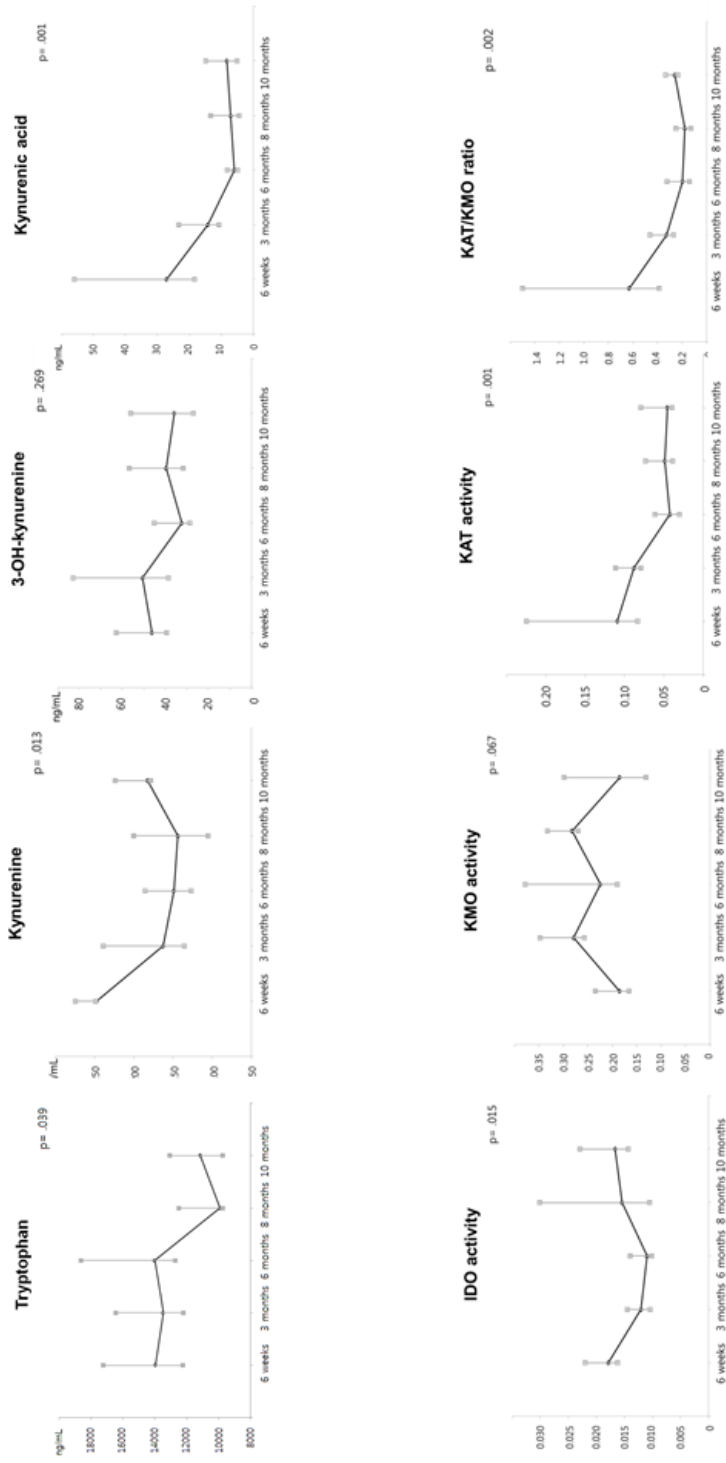 Tryptophan
p= .039
ng/mL
18000
16000
14000
12000
10000
8000
6 weeks 3 months 6 months 8 months 10 months
Kynurenine
p= .013
/mL
50
00
50
00
50
6 weeks 3 months 6 months 8 months 10 months
3-OH-kynurenine
p= .269
ng/mL
80
60
40
20
0
6 weeks 3 months 6 months 8 months 10 months
Kynurenic acid
p= .001
ng/mL
50
40
30
20
10
0
6 weeks 3 months 6 months 8 months 10 months
IDO activity
p= .015
0.030
0.025
0.020
0.015
0.010
0.005
0
6 weeks 3 months 6 months 8 months 10 months
KMO activity
p= .067
0.35
0.30
0.25
0.20
0.15
0.10
0.05
0
6 weeks 3 months 6 months 8 months 10 months
KAT activity
p= .001
0.20
0.15
0.10
0.05
0
6 weeks 3 months 6 months 8 months 10 months
KAT/KMO ratio
p= .002
1.4
1.2
1.0
0.8
0.6
0.4
0.2
6 weeks 3 months 6 months 8 months 10 months